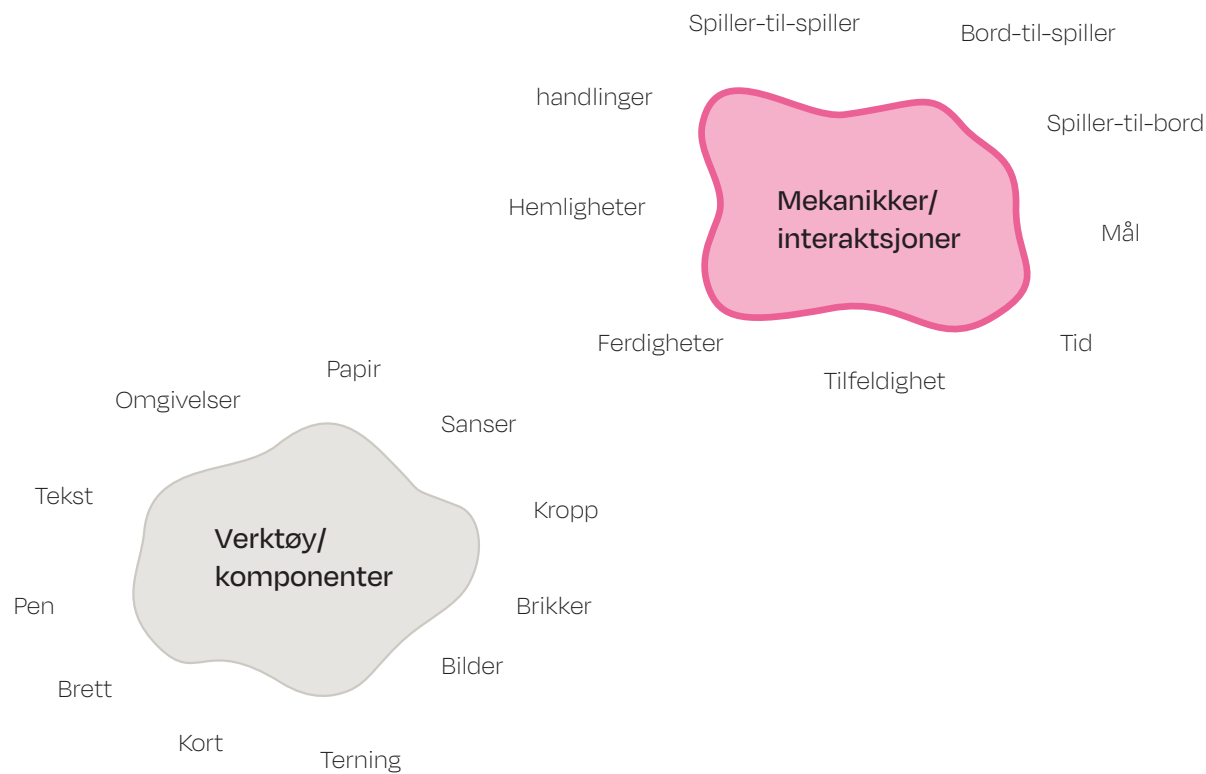 Spiller-til-spiller
Bord-til-spiller
handlinger
Spiller-til-bord
Hemligheter
Mekanikker/
interaktsjoner
Mål
Ferdigheter
Tid
Tilfeldighet
Papir
Omgivelser
Sanser
Tekst
Kropp
Verktøy/
komponenter
Pen
Brikker
Bilder
Brett
Kort
Terning